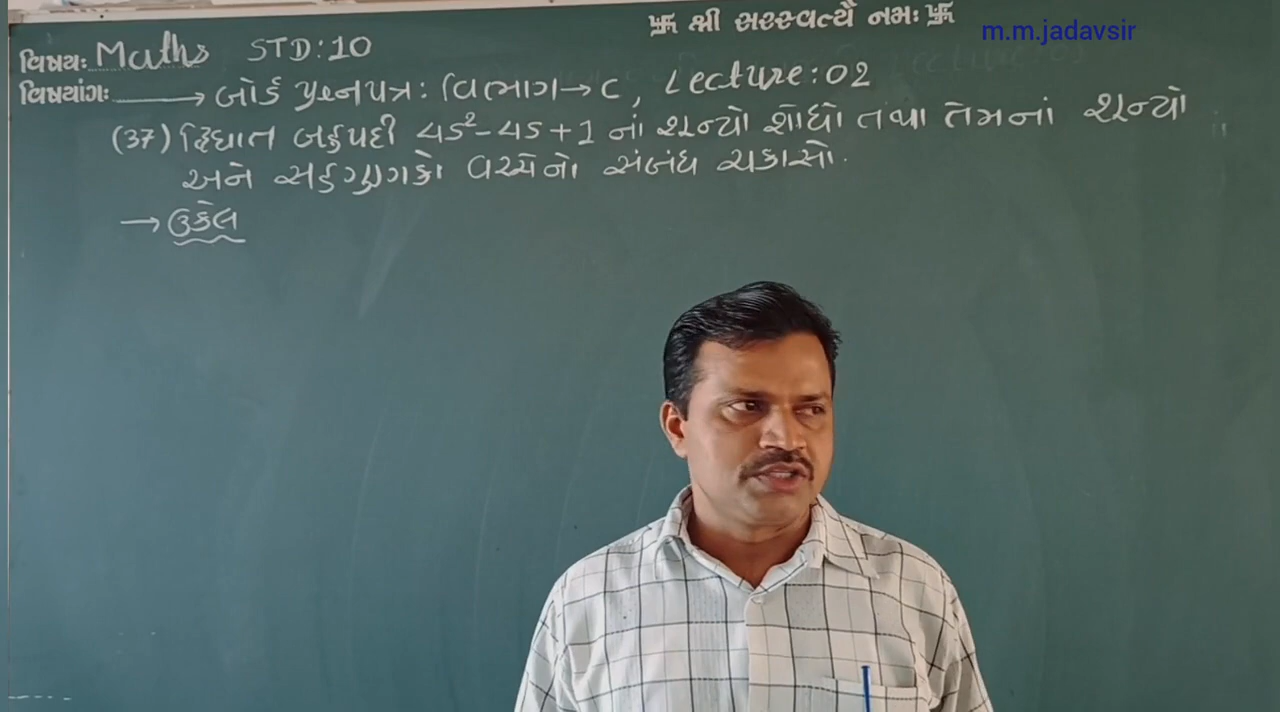 卐 શ્રી સરસ્વત્યૈ નમઃ 卐
m.m.jadavsir
વિષયઃ Maths STD:10
વિષયાંગઃ → બોર્ડ પ્રશ્નપત્ર : વિભાગ → C, Lecture:02
(37) દ્વિઘાત બહુપદી 4s²-4s+1 નાં શૂન્યો શોધો તથા તેમનાં શૂન્યો
અને સહગુણકો વચ્ચેનો સંબંધ ચકાસો.
→ ઉકેલ